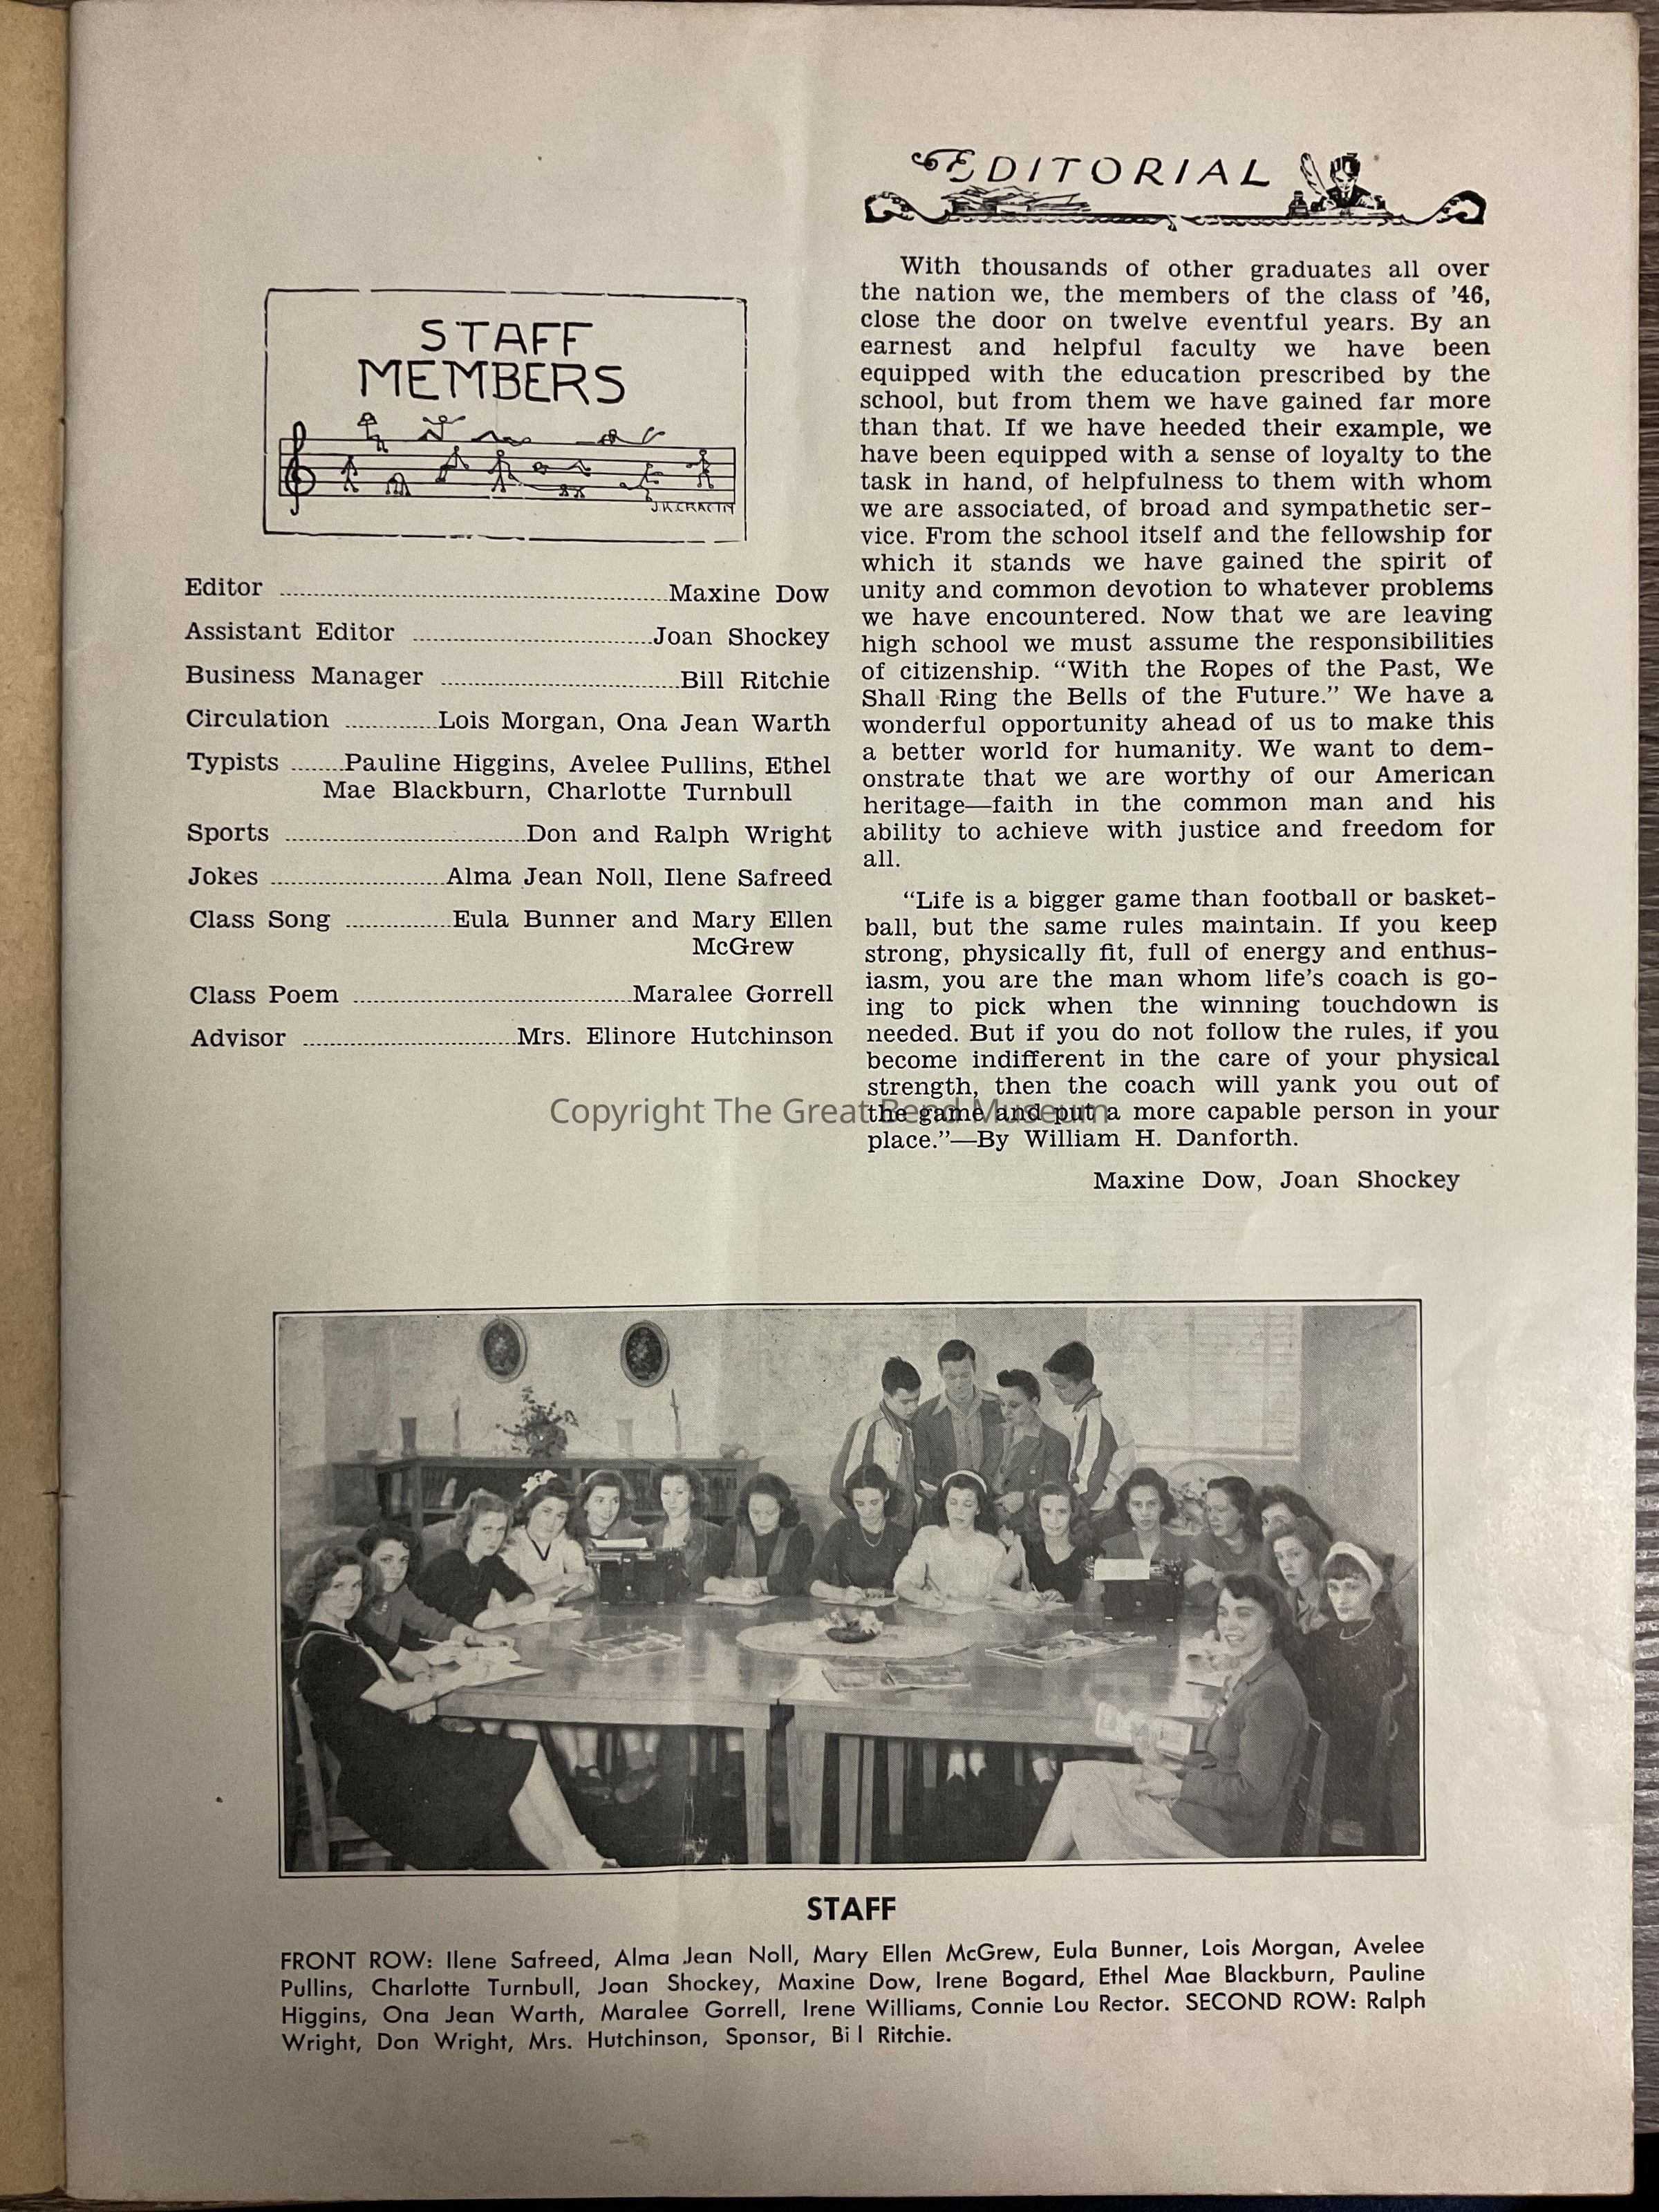 STAFF
MEMBERS
Editor ........ Maxine Dow
Assistant Editor ........ Joan Shockey
Business Manager ........ Bill Ritchie
Circulation ........ Lois Morgan, Ona Jean Warth
Typists ........ Pauline Higgins, Avelee Pullins, Ethel
Mae Blackburn, Charlotte Turnbull
Sports ........ Don and Ralph Wright
Jokes ........ Alma Jean Noll, Ilene Safreed
Class Song ........ Eula Bunner and Mary Ellen
McGrew
Class Poem ........ Maralee Gorrell
Advisor ........ Mrs. Elinore Hutchinson
EDITORIAL
With thousands of other graduates all over
the nation we, the members of the class of '46,
close the door on twelve eventful years. By an
earnest and helpful faculty we have been
equipped with the education prescribed by the
school, but from them we have gained far more
than that. If we have heeded their example, we
have been equipped with a sense of loyalty to the
task in hand, of helpfulness to them with whom
we are associated, of broad and sympathetic ser-
vice. From the school itself and the fellowship for
which it stands we have gained the spirit of
unity and common devotion to whatever problems
we have encountered. Now that we are leaving
high school we must assume the responsibilities
of citizenship. "With the Ropes of the Past, We
Shall Ring the Bells of the Future." We have a
wonderful opportunity ahead of us to make this
a better world for humanity. We want to dem-
onstrate that we are worthy of our American
heritage—faith in the common man and his
ability to achieve with justice and freedom for
all.
"Life is a bigger game than football or basket-
ball, but the same rules maintain. If you keep
strong, physically fit, full of energy and enthus-
iasm, you are the man whom life's coach is go-
ing to pick when the winning touchdown is
needed. But if you do not follow the rules, if you
become indifferent in the care of your physical
strength, then the coach will yank you out of
the game and put a more capable person in your
place."—By William H. Danforth.
Maxine Dow, Joan Shockey
Copyright The Great Bend Museum
STAFF
FRONT ROW: Ilene Safreed, Alma Jean Noll, Mary Ellen McGrew, Eula Bunner, Lois Morgan, Avelee
Pullins, Charlotte Turnbull, Joan Shockey, Maxine Dow, Irene Bogard, Ethel Mae Blackburn, Pauline
Higgins, Ona Jean Warth, Maralee Gorrell, Irene Williams, Connie Lou Rector. SECOND ROW: Ralph
Wright, Don Wright, Mrs. Hutchinson, Sponsor, Bi l Ritchie.